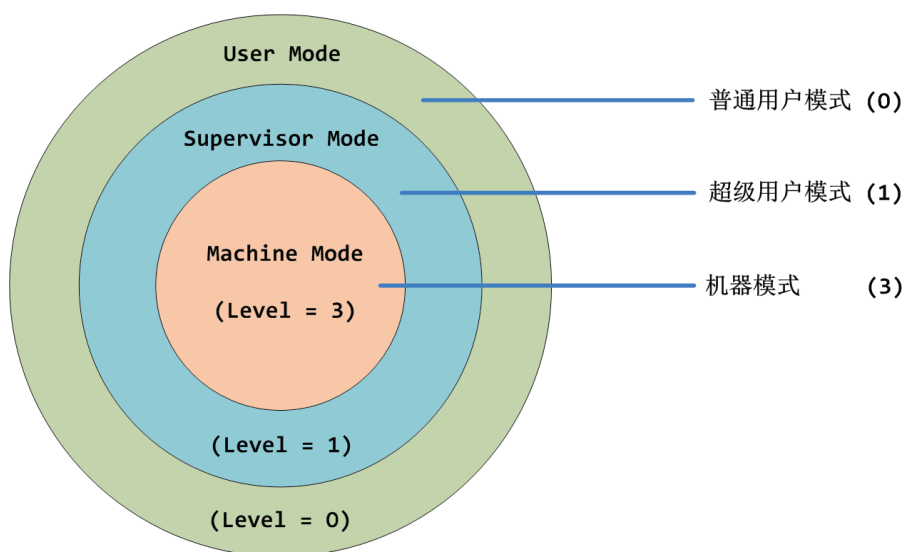 User Mode
普通用户模式 (0)
Supervisor Mode
超级用户模式 (1)
Machine Mode
机器模式 (3)
(Level = 3)
(Level = 1)
(Level = 0)